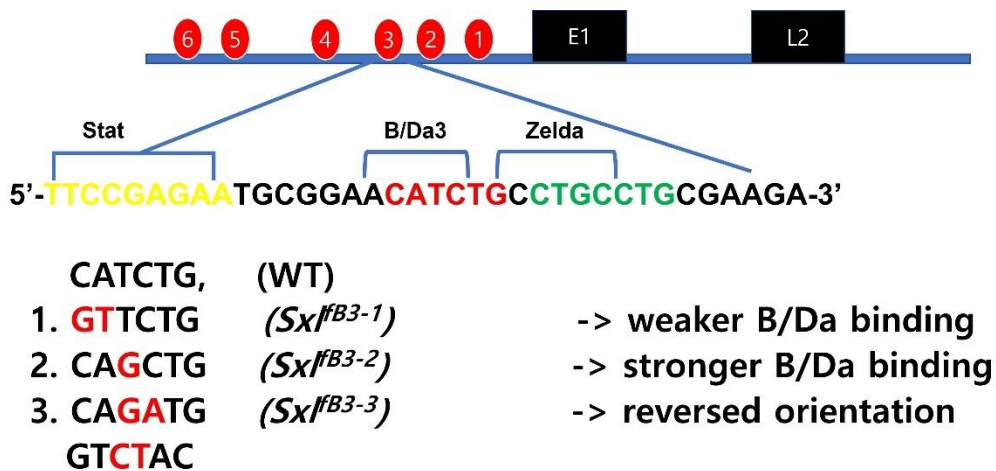 6 5 4 3 2 1 E1 L2
Stat B/Da3 Zelda
5’-TTCCGAGAATGCGGAACATCTGCCTGCCTGCGAAGA-3’
CATCTG, (WT)
1. GTTCTG (Sxl^fB3-1) -> weaker B/Da binding
2. CAGCTG (Sxl^fB3-2) -> stronger B/Da binding
3. CAGATG (Sxl^fB3-3) -> reversed orientation
GTCTAC